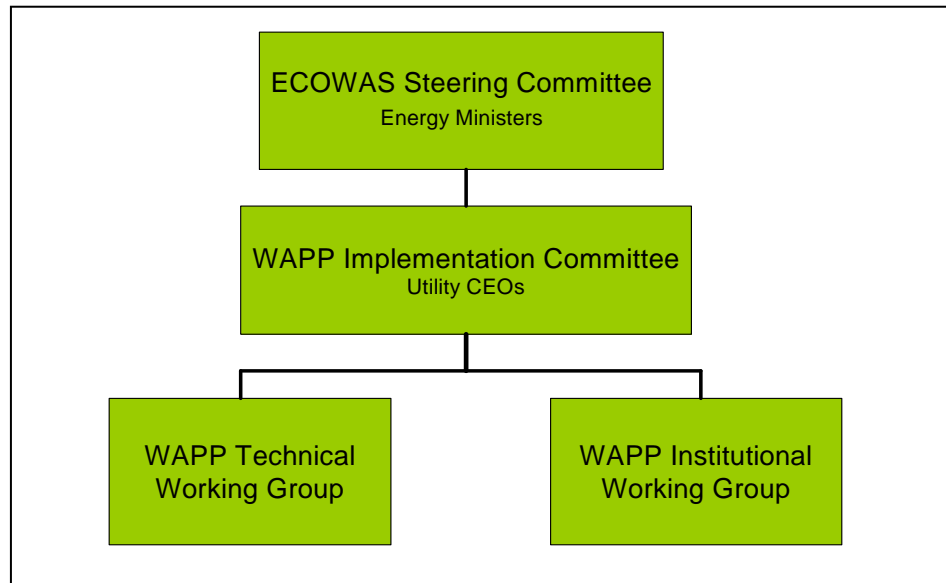 ECOWAS Steering Committee
Energy Ministers
WAPP Implementation Committee
Utility CEOs
WAPP Technical
Working Group
WAPP Institutional
Working Group